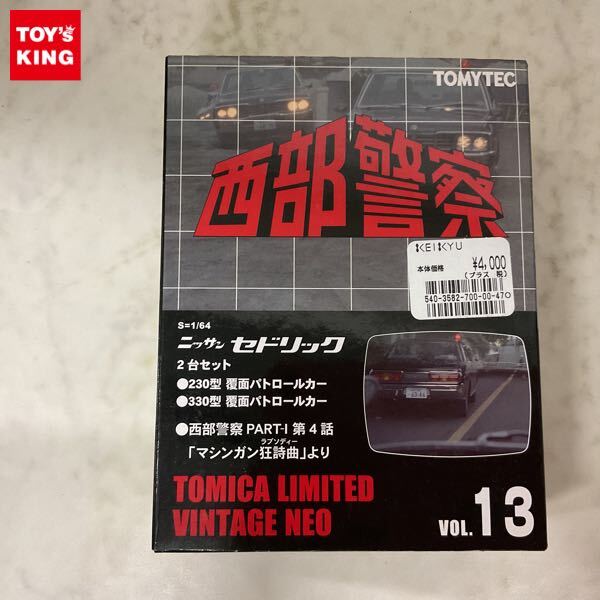 TOY'S
KING
TOMYTEC
西部警察
KEIKYU
本体価格
¥4,000
(プラス 税)
540-3582-700-00-470
S=1/64
ニッサン セドリック
2台セット
●230型 覆面パトロールカー
●330型 覆面パトロールカー
●西部警察 PART-I 第4話
ラプソディー
「マシンガン狂詩曲」より
TOMICA LIMITED
VINTAGE NEO
VOL.13